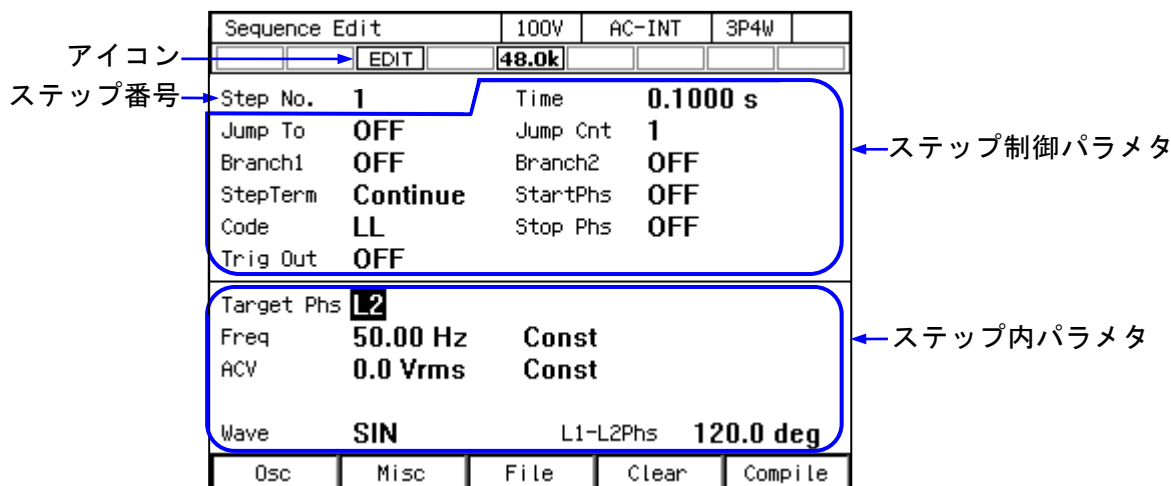 Sequence Edit 100V AC-INT 3P4W
アイコン EDIT 48.0k
ステップ番号 Step No. 1 Time 0.1000 s
Jump To OFF Jump Cnt 1
ステップ制御パラメタ
Branch1 OFF Branch2 OFF
StepTerm Continue StartPhs OFF
Code LL Stop Phs OFF
Trig Out OFF
Target Phs L2
Freq 50.00 Hz Const
ステップ内パラメタ
ACV 0.0 Vrms Const
Wave SIN L1-L2Phs 120.0 deg
Osc Misc File Clear Compile